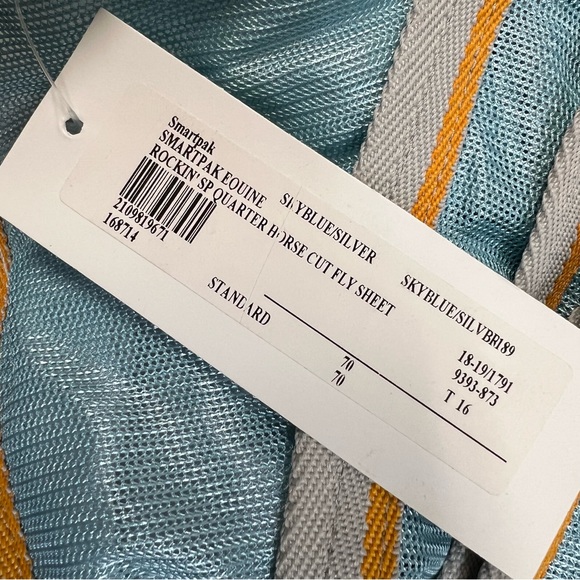 Smartpak
SMARTPAK EQUINE SKYBLUE/SILVER SKYBLUE/SILVBR189
ROCKIN' SP QUARTER HORSE CUT FLY SHEET
210981967I
168714
18-19/1791
STANDARD 70 9393-873
70 T 16